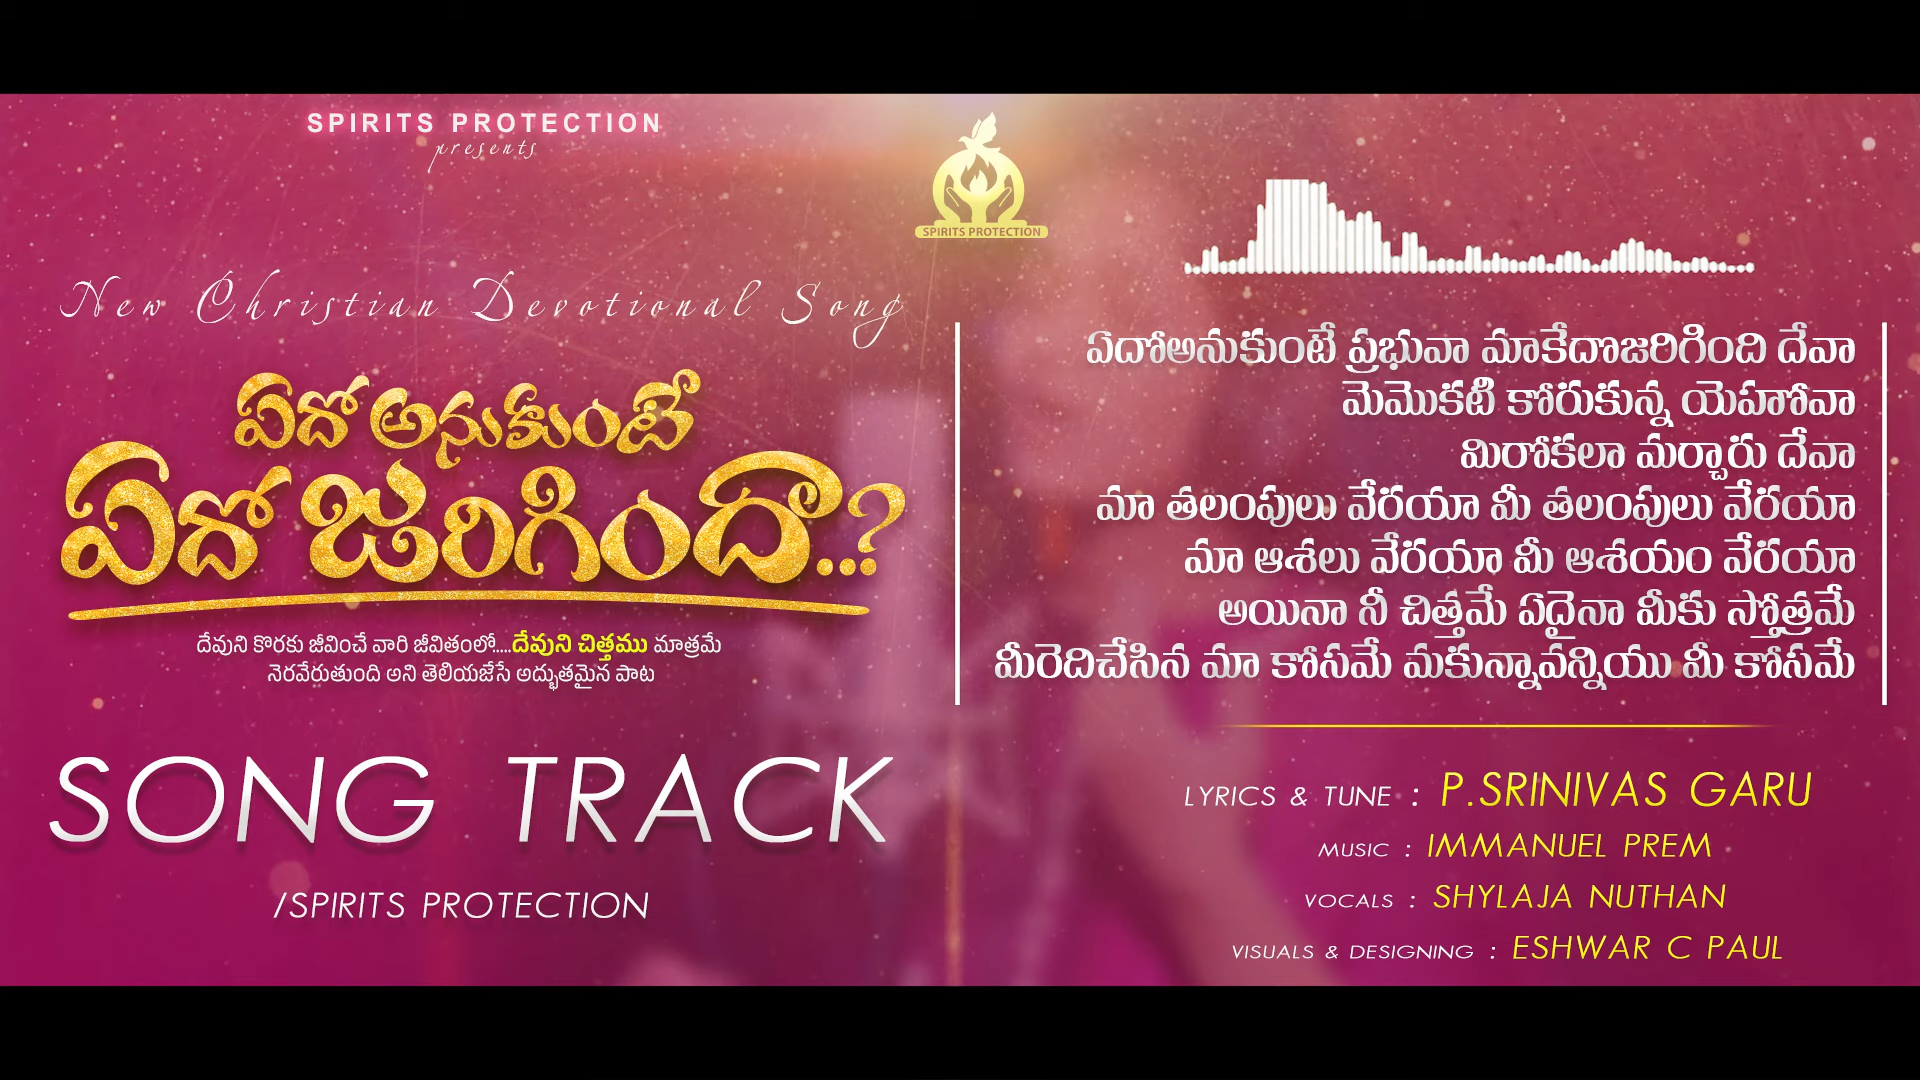 SPIRITS PROTECTION
presents
SPIRITS PROTECTION
New Christian Devotional Song
ఏదో అనుకుంటే
ఏదో జరిగిందా..?
దేవుని కొరకు జీవించే వారి జీవితంలో....దేవుని చిత్తము మాత్రమే
నెరవేరుతుంది అని తెలియజేసే అద్భుతమైన పాట
SONG TRACK
/SPIRITS PROTECTION
ఏదోఅనుకుంటే ప్రభువా మాకేదొజరిగింది దేవా
మెమొకటి కోరుకున్న యెహోవా
మిరోకలా మర్చారు దేవా
మా తలంపులు వేరయా మీ తలంపులు వేరయా
మా ఆశలు వేరయా మీ ఆశయం వేరయా
అయినా నీ చిత్తమే ఏదైనా మీకు స్తోత్రమే
మీరెదిచేసిన మా కోసమే మకున్నావన్నియు మీ కోసమే
LYRICS & TUNE : P.SRINIVAS GARU
MUSIC : IMMANUEL PREM
VOCALS : SHYLAJA NUTHAN
VISUALS & DESIGNING : ESHWAR C PAUL